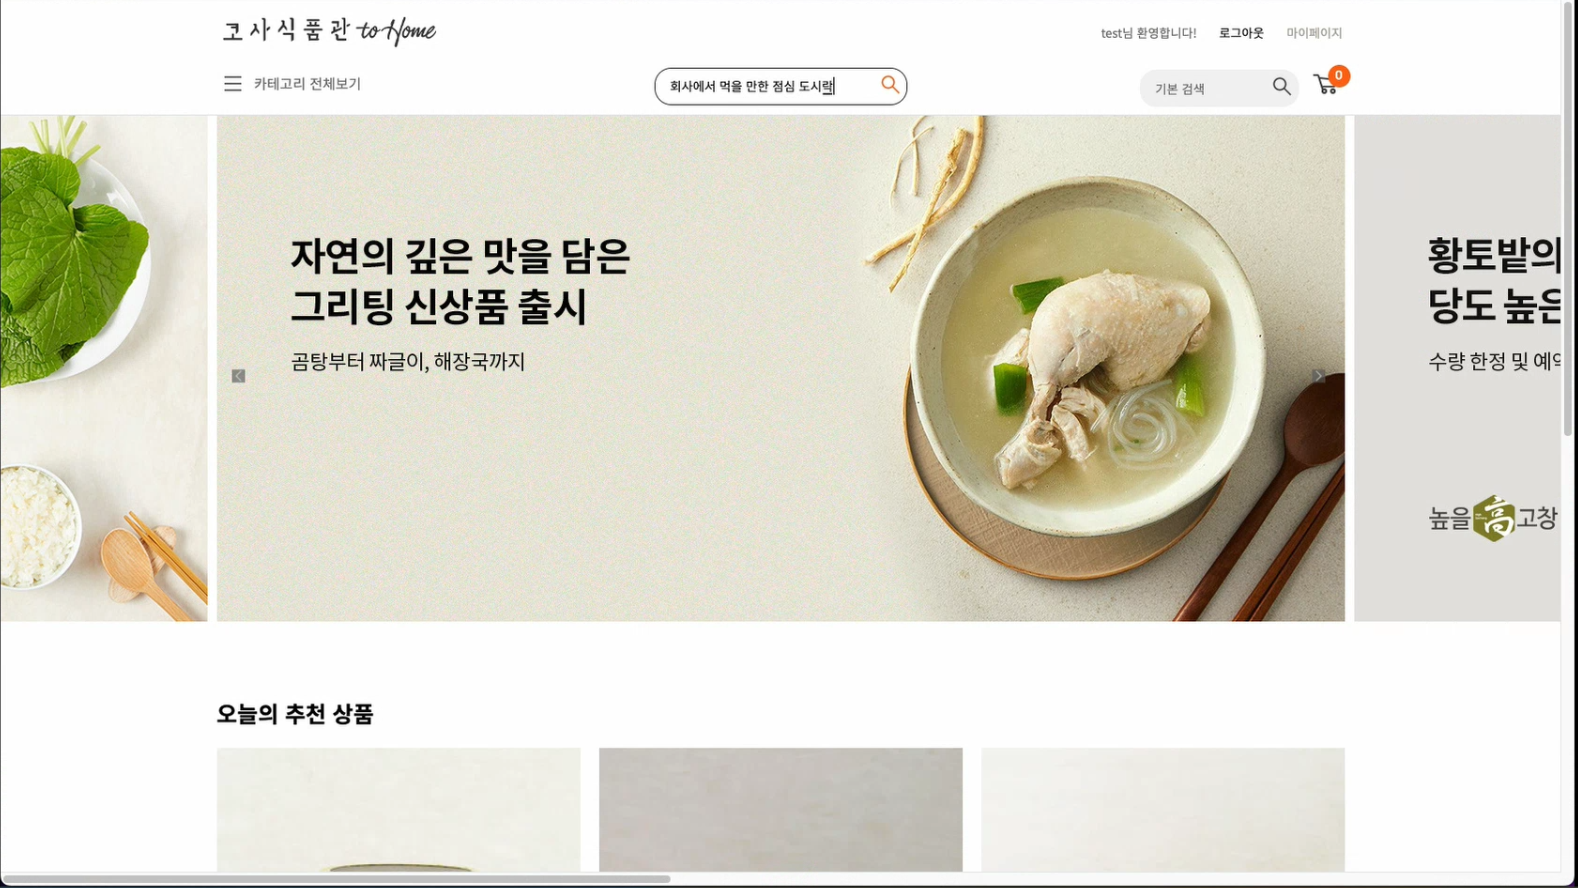 코사식품관 to Home
test님 환영합니다! 로그아웃 마이페이지
카테고리 전체보기
회사에서 먹을 만한 점심 도시락
기본 검색
0
자연의 깊은 맛을 담은
그리팅 신상품 출시
곰탕부터 짜글이, 해장국까지
황토밭의
당도 높은
수량 한정 및 예약
높을高고창
오늘의 추천 상품